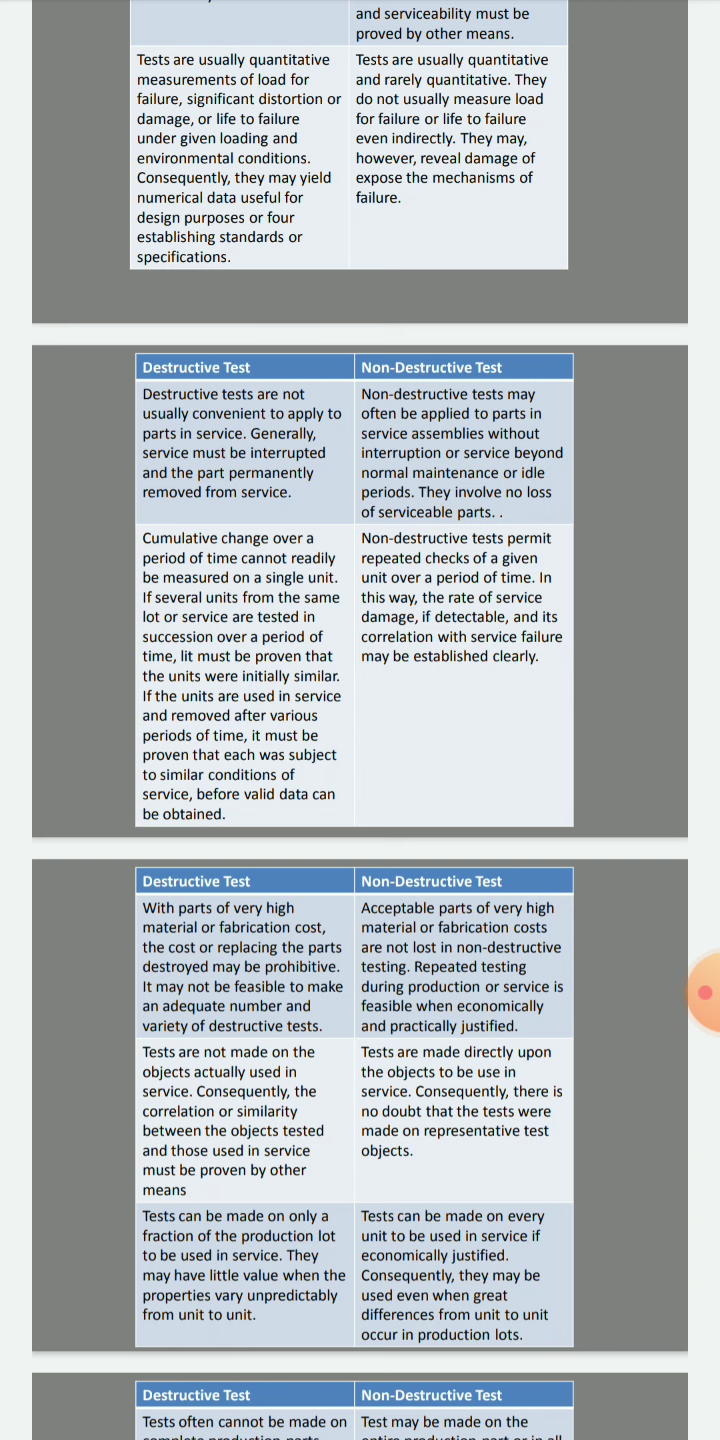 and serviceability must be
proved by other means.
Tests are usually quantitative
measurements of load for
failure, significant distortion or
damage, or life to failure
under given loading and
environmental conditions.
Consequently, they may yield
numerical data useful for
design purposes or four
establishing standards or
specifications.
Tests are usually quantitative
and rarely quantitative. They
do not usually measure load
for failure or life to failure
even indirectly. They may,
however, reveal damage of
expose the mechanisms of
failure.
Destructive Test
Non-Destructive Test
Destructive tests are not
usually convenient to apply to
parts in service. Generally,
service must be interrupted
and the part permanently
removed from service.
Non-destructive tests may
often be applied to parts in
service assemblies without
interruption or service beyond
normal maintenance or idle
periods. They involve no loss
of serviceable parts. .
Cumulative change over a
period of time cannot readily
be measured on a single unit.
If several units from the same
lot or service are tested in
succession over a period of
time, lit must be proven that
the units were initially similar.
If the units are used in service
and removed after various
periods of time, it must be
proven that each was subject
to similar conditions of
service, before valid data can
be obtained.
Non-destructive tests permit
repeated checks of a given
unit over a period of time. In
this way, the rate of service
damage, if detectable, and its
correlation with service failure
may be established clearly.
Destructive Test
Non-Destructive Test
With parts of very high
material or fabrication cost,
the cost or replacing the parts
destroyed may be prohibitive.
It may not be feasible to make
an adequate number and
variety of destructive tests.
Acceptable parts of very high
material or fabrication costs
are not lost in non-destructive
testing. Repeated testing
during production or service is
feasible when economically
and practically justified.
Tests are not made on the
objects actually used in
service. Consequently, the
correlation or similarity
between the objects tested
and those used in service
must be proven by other
means
Tests are made directly upon
the objects to be use in
service. Consequently, there is
no doubt that the tests were
made on representative test
objects.
Tests can be made on only a
fraction of the production lot
to be used in service. They
may have little value when the
properties vary unpredictably
from unit to unit.
Tests can be made on every
unit to be used in service if
economically justified.
Consequently, they may be
used even when great
differences from unit to unit
occur in production lots.
Destructive Test
Non-Destructive Test
Tests often cannot be made on
Test may be made on the